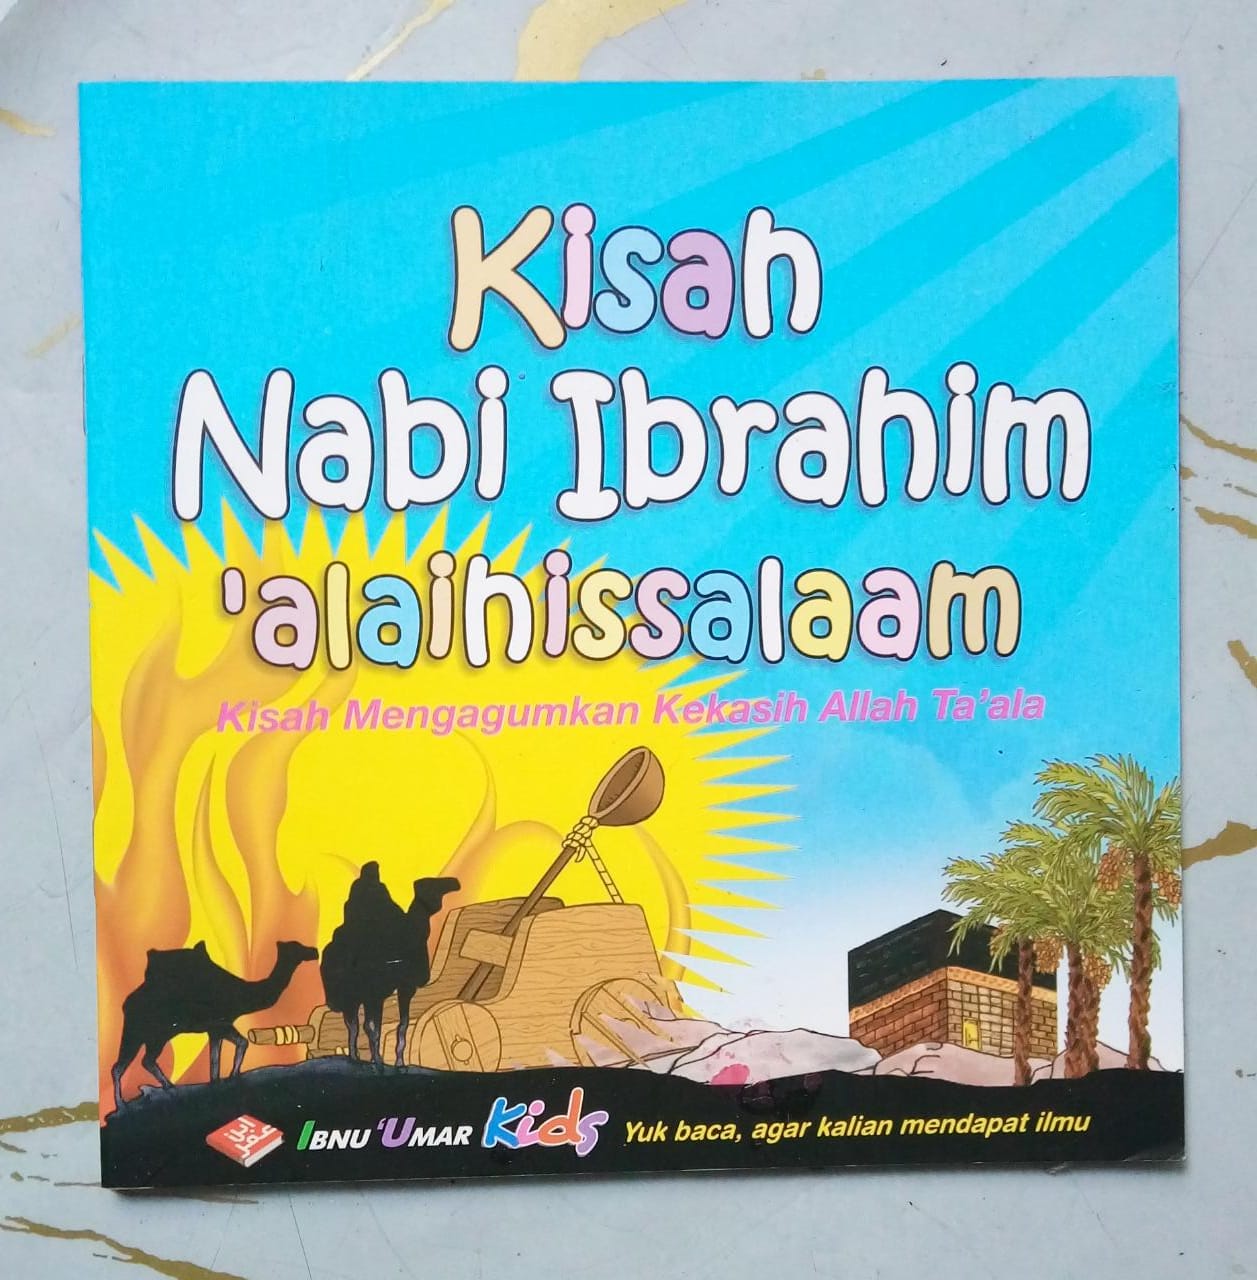 Kisah
Nabi Ibrahim
'alaihissalaam
Kisah Mengagumkan Kekasih Allah Ta'ala
IBNU 'UMAR Kids
Yuk baca, agar kalian mendapat ilmu